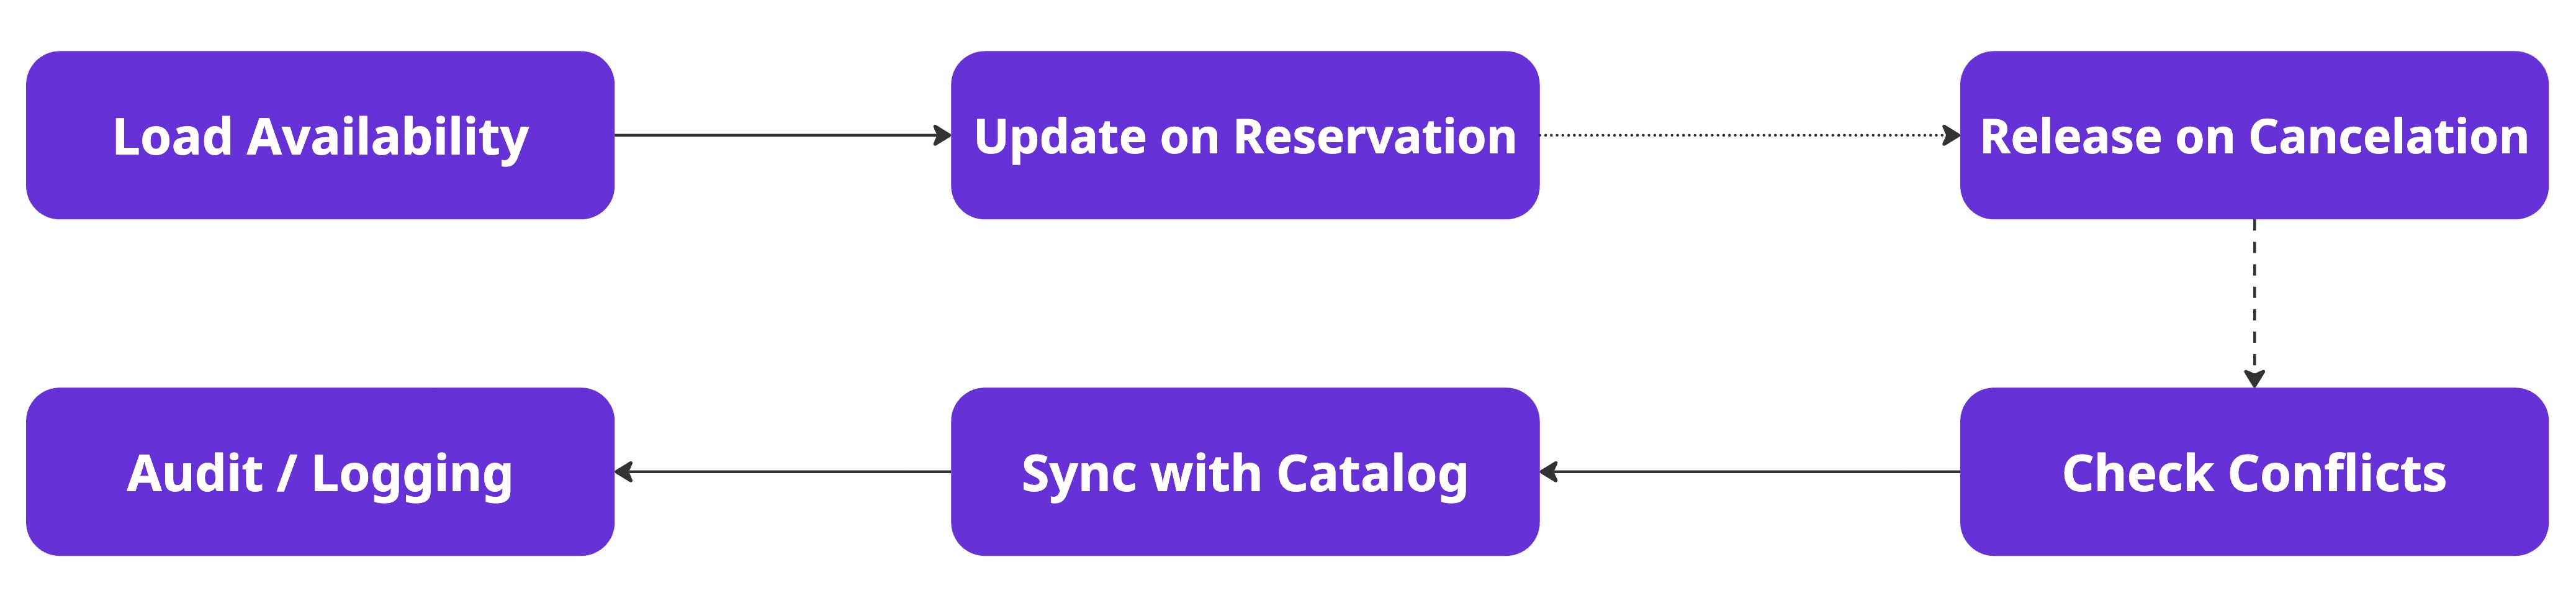 Load Availability
Update on Reservation
Release on Cancelation
Audit / Logging
Sync with Catalog
Check Conflicts